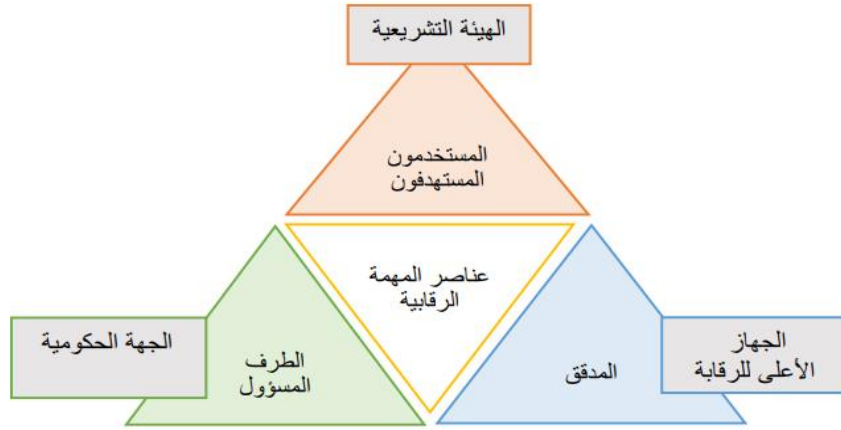 الهيئة التشريعية
المستخدمون
المستهدفون
عناصر المهمة
الرقابية
الجهة الحكومية
الطرف
المسؤول
المدقق
الجهاز
الأعلى للرقابة